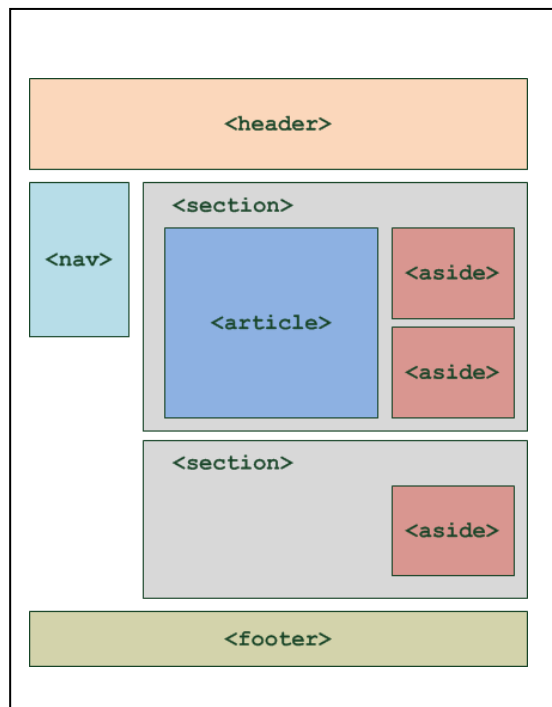 <header>
<nav>
<section>
<article>
<aside>
<aside>
<section>
<aside>
<footer>